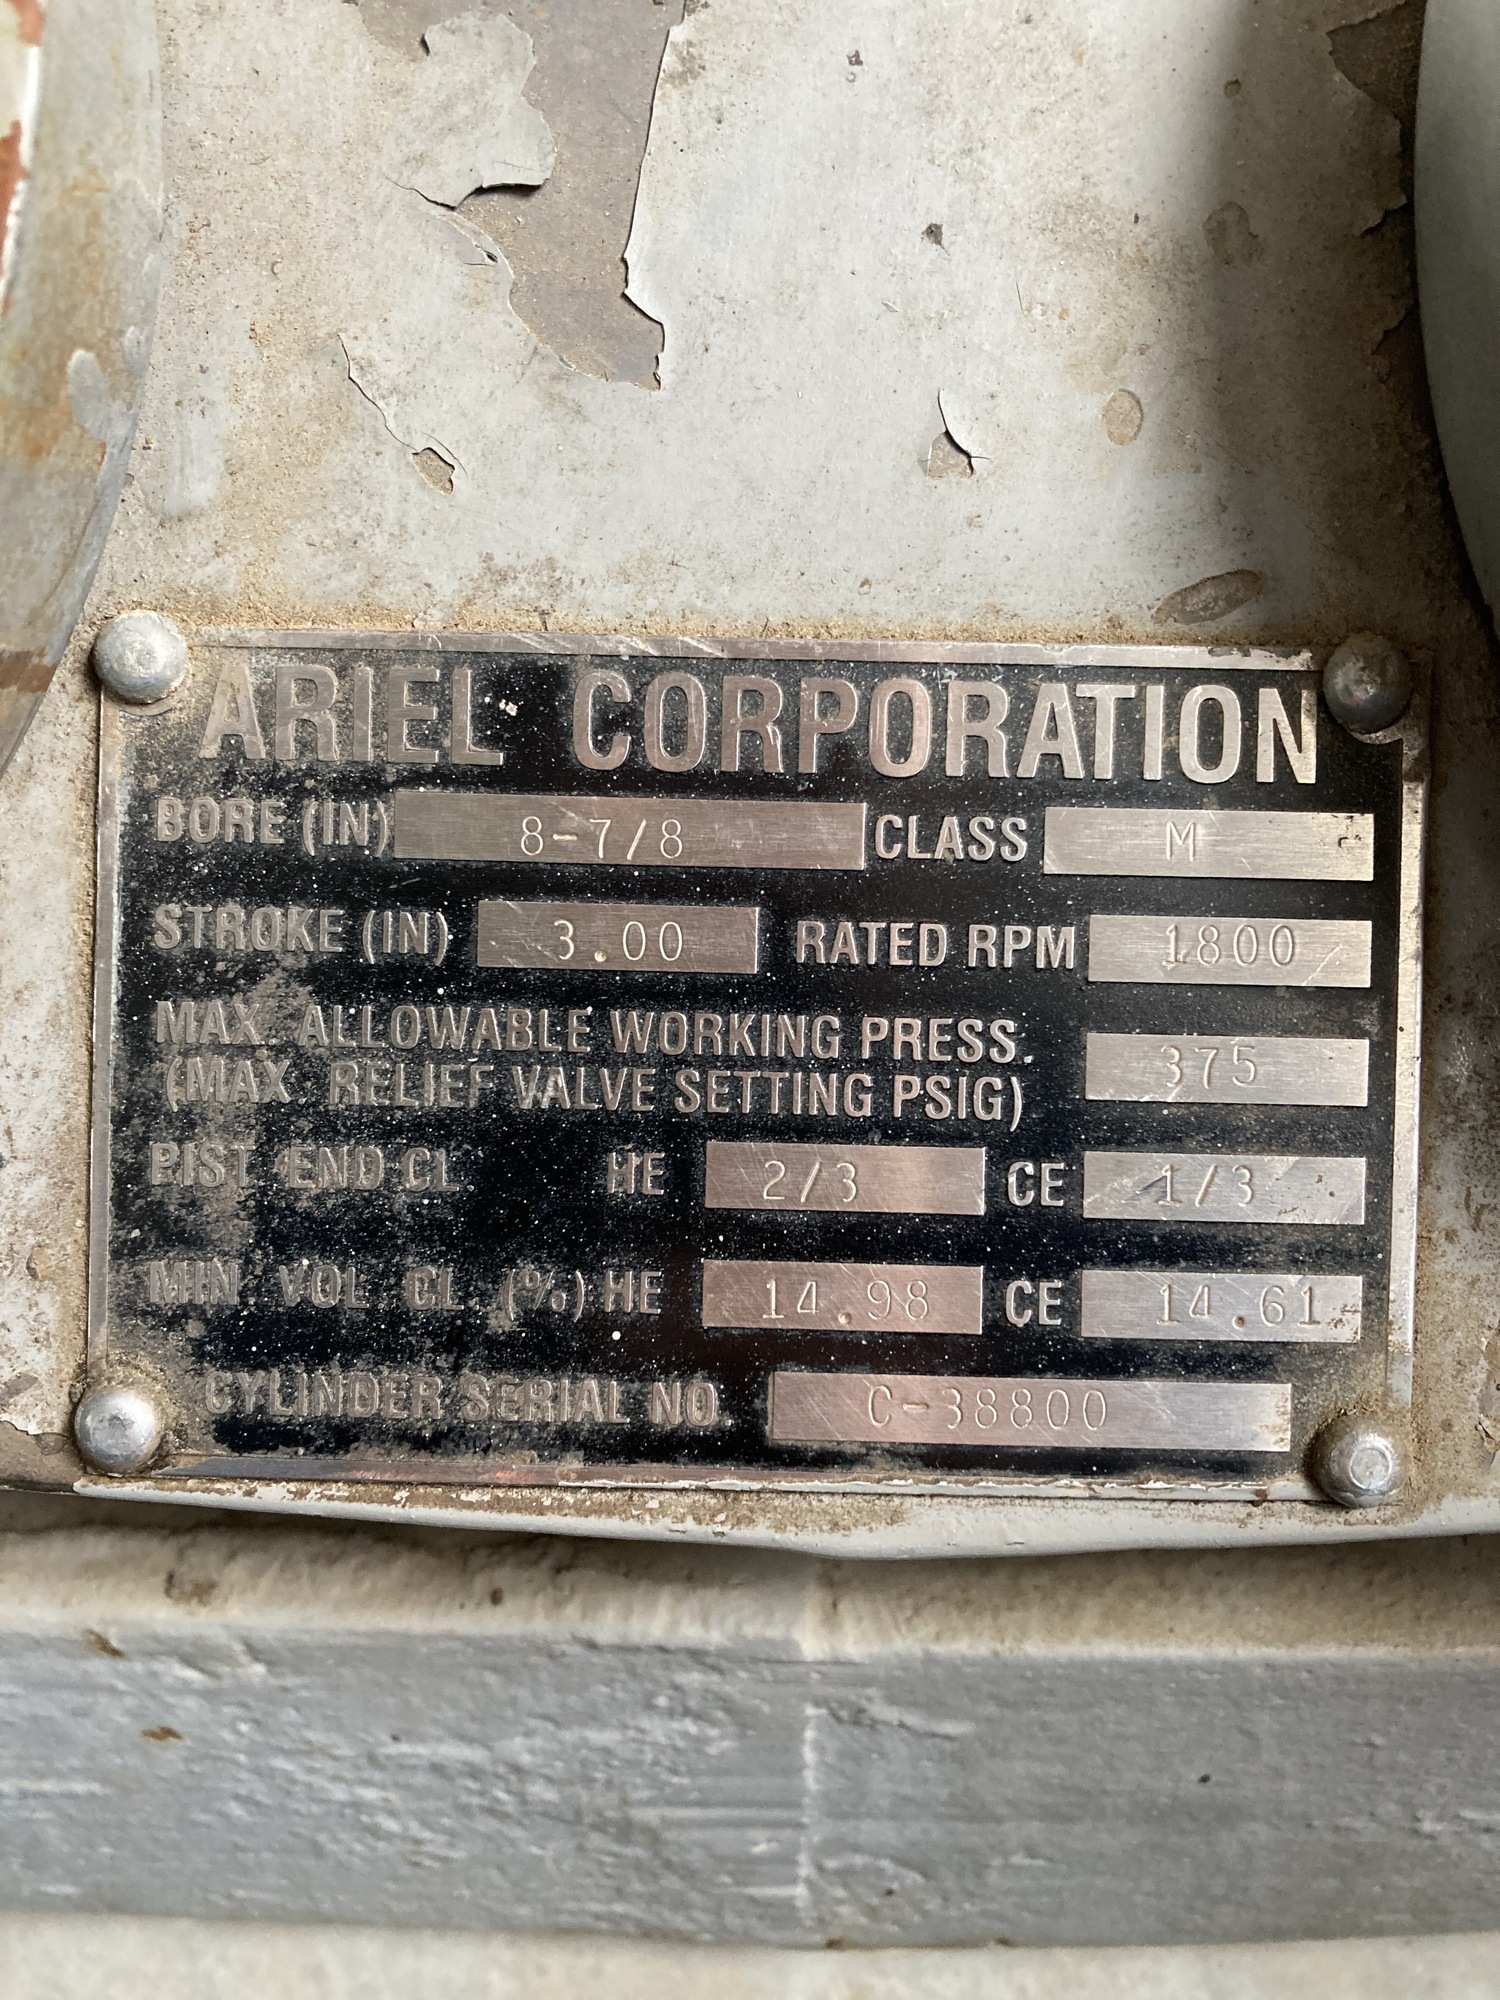 ARIEL CORPORATION
BORE (IN) 8-7/8 CLASS M
STROKE (IN) 3.00 RATED RPM 1800
MAX. ALLOWABLE WORKING PRESS.
(MAX. RELIEF VALVE SETTING PSIG) 375
PIST. END CL. HE 2/3 CE 1/3
MIN. VOL. CL. (%) HE 14.98 CE 14.61
CYLINDER SERIAL NO. C-38800